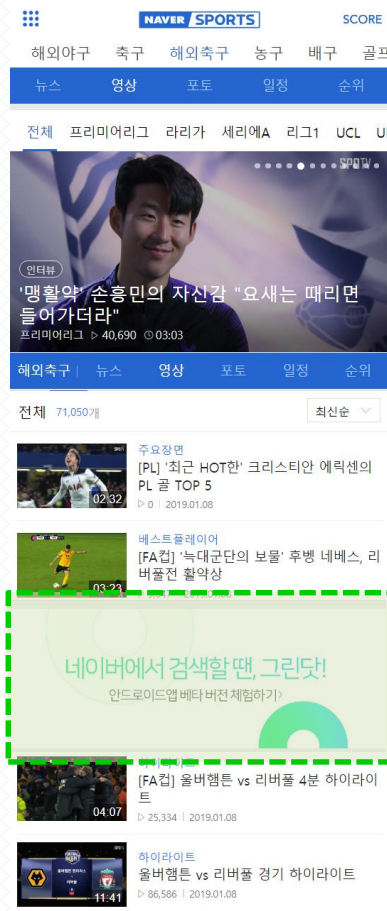 NAVER SPORTS
SCORE
해외야구 축구 해외축구 농구 배구 골프
뉴스 영상 포토 일정 순위
전체 프리미어리그 라리가 세리에A 리그1 UCL
SPOTV
인터뷰
'맹활약' 손흥민의 자신감 "요새는 때리면
들어가더라"
프리미어리그 40,690 03:03
해외축구 뉴스 영상 포토 일정 순위
전체 71,050개
최신순
주요장면
[PL] '최근 HOT한' 크리스티안 에릭센의
PL 골 TOP 5
02:32
0 2019.01.08
베스트플레이어
[FA컵] '늑대군단의 보물' 후벵 네베스, 리
버풀전 활약상
03:23
네이버에서 검색할 땐, 그린닷!
안드로이드앱 베타 버전 체험하기>
[FA컵] 울버햄튼 vs 리버풀 4분 하이라이
트
04:07
25,334 2019.01.08
하이라이트
울버햄튼 vs 리버풀 경기 하이라이트
11:41
86,586 2019.01.08